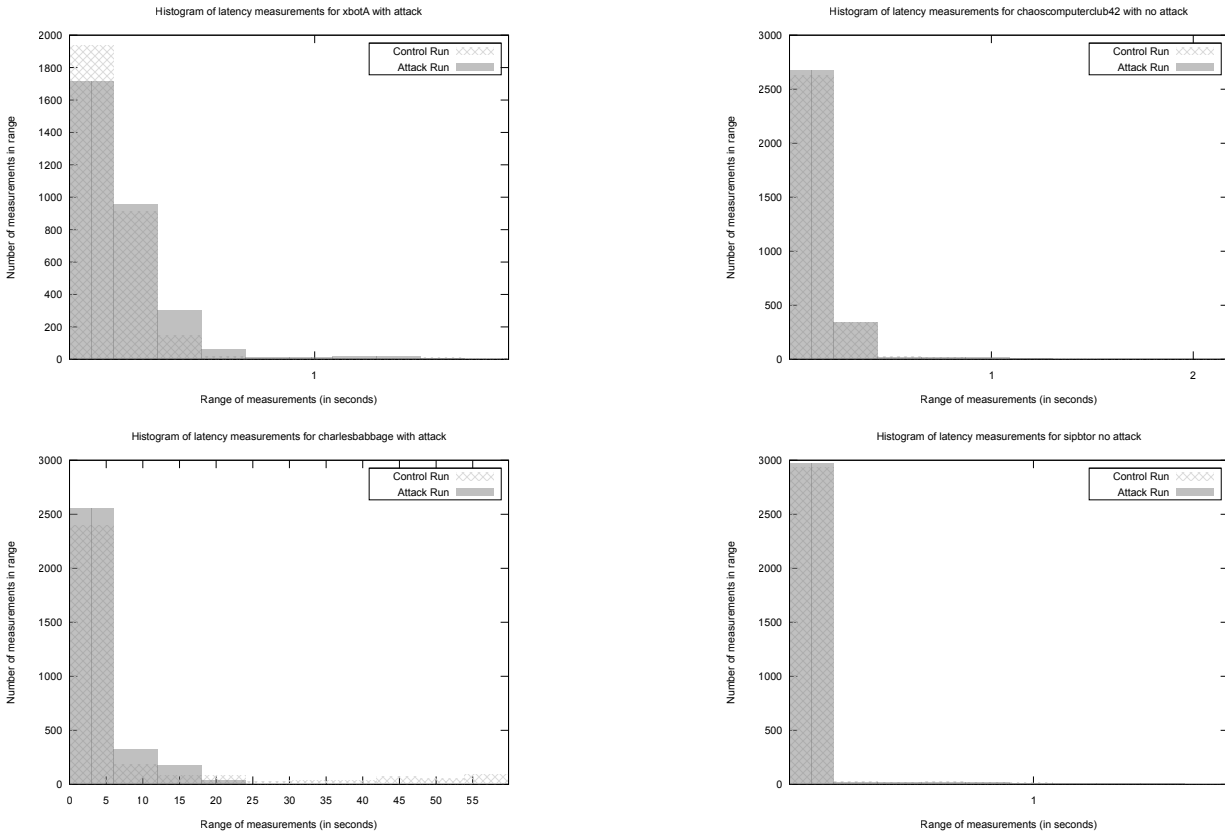 Histogram of latency measurements for xbotA with attack
Number of measurements in range
2000
1800
1600
1400
1200
1000
800
600
400
200
0
Control Run
Attack Run
1
Range of measurements (in seconds)
Histogram of latency measurements for chaoscomputerclub42 with no attack
Number of measurements in range
3000
2500
2000
1500
1000
500
0
Control Run
Attack Run
1 2
Range of measurements (in seconds)
Histogram of latency measurements for charlesbabbage with attack
Number of measurements in range
3000
2500
2000
1500
1000
500
0
Control Run
Attack Run
0 5 10 15 20 25 30 35 40 45 50 55
Range of measurements (in seconds)
Histogram of latency measurements for sipbtor no attack
Number of measurements in range
3000
2500
2000
1500
1000
500
0
Control Run
Attack Run
1
Range of measurements (in seconds)